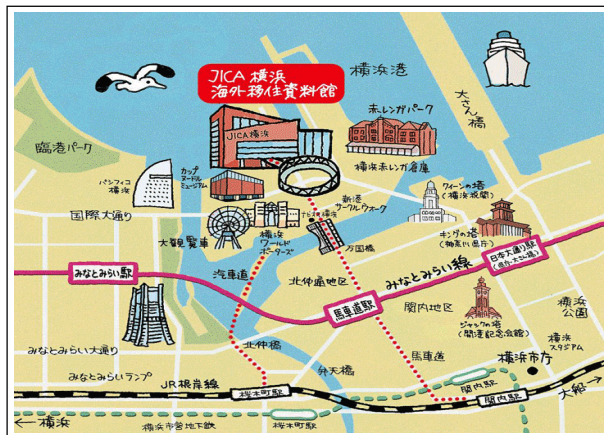 JICA 横浜
海外移住資料館
横浜港
大さん橋
赤レンガパーク
JICA横浜
臨港パーク
横浜赤レンガ倉庫
パシフィコ
横浜
カップ
ヌードル
ミュージアム
クイーンの塔
(横浜税関)
国際大通り
ナビオス横浜
新港
サークルウォーク
大観覧車
横浜
ワールド
ポーターズ
万国橋
キングの塔
(神奈川県庁)
日本大通り駅
(県庁・大さん橋)
みなとみらい線
みなとみらい駅
汽車道
北仲通地区
馬車道駅
関内地区
横浜
公園
ジャックの塔
(開港記念会館)
横浜
スタジアム
みなとみらい大通り
北仲橋
弁天橋
馬車道
横浜市庁
みなとみらいランプ
JR根岸線
桜木町駅
関内駅
関内駅
大船
横浜
横浜市営地下鉄
桜木町駅